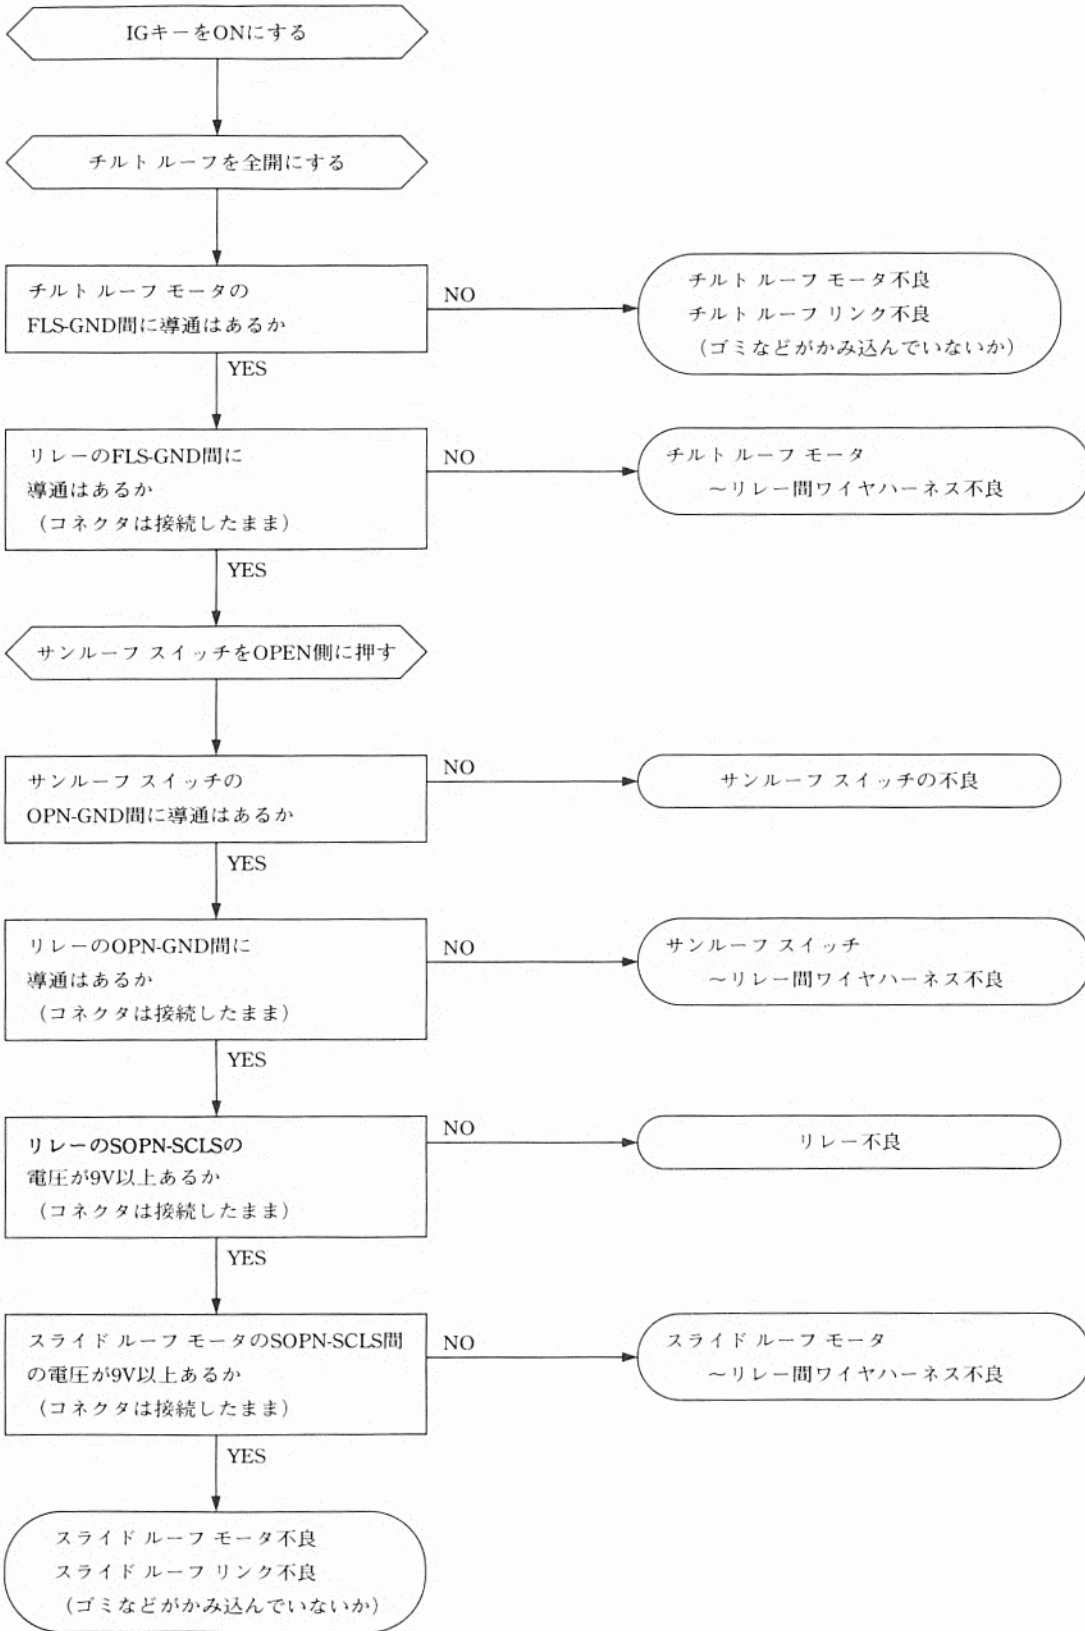 IGキーをONにする
チルト ルーフを全開にする
チルト ルーフ モータの
FLS-GND間に導通はあるか
NO
チルト ルーフ モータ不良
チルト ルーフ リンク不良
(ゴミなどがかみ込んでいないか)
YES
リレーのFLS-GND間に
導通はあるか
(コネクタは接続したまま)
NO
チルト ルーフ モータ
～リレー間ワイヤハーネス不良
YES
サンルーフ スイッチをOPEN側に押す
サンルーフ スイッチの
OPN-GND間に導通はあるか
NO
サンルーフ スイッチの不良
YES
リレーのOPN-GND間に
導通はあるか
(コネクタは接続したまま)
NO
サンルーフ スイッチ
～リレー間ワイヤハーネス不良
YES
リレーのSOPN-SCLSの
電圧が9V以上あるか
(コネクタは接続したまま)
NO
リレー不良
YES
スライド ルーフ モータのSOPN-SCLS間
の電圧が9V以上あるか
(コネクタは接続したまま)
NO
スライド ルーフ モータ
～リレー間ワイヤハーネス不良
YES
スライド ルーフ モータ不良
スライド ルーフ リンク不良
(ゴミなどがかみ込んでいないか)